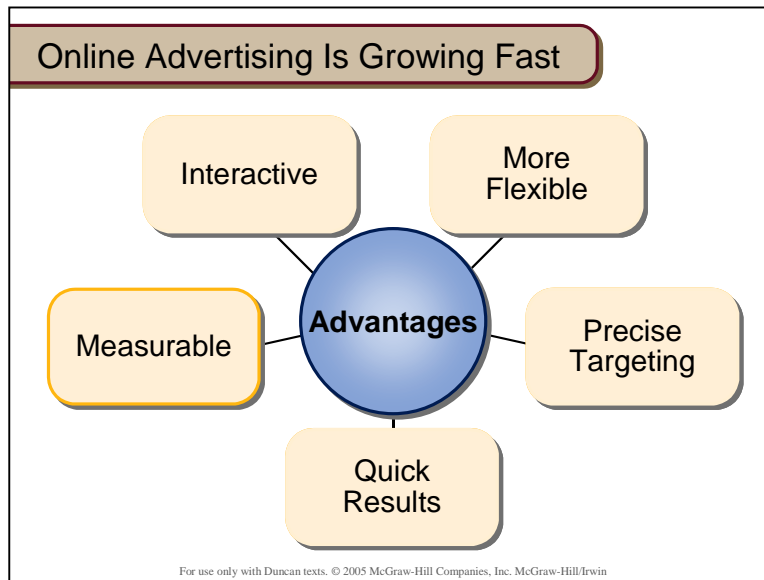 Online Advertising Is Growing Fast
Interactive
More
Flexible
Advantages
Measurable
Precise
Targeting
Quick
Results
For use only with Duncan texts. © 2005 McGraw-Hill Companies, Inc. McGraw-Hill/Irwin